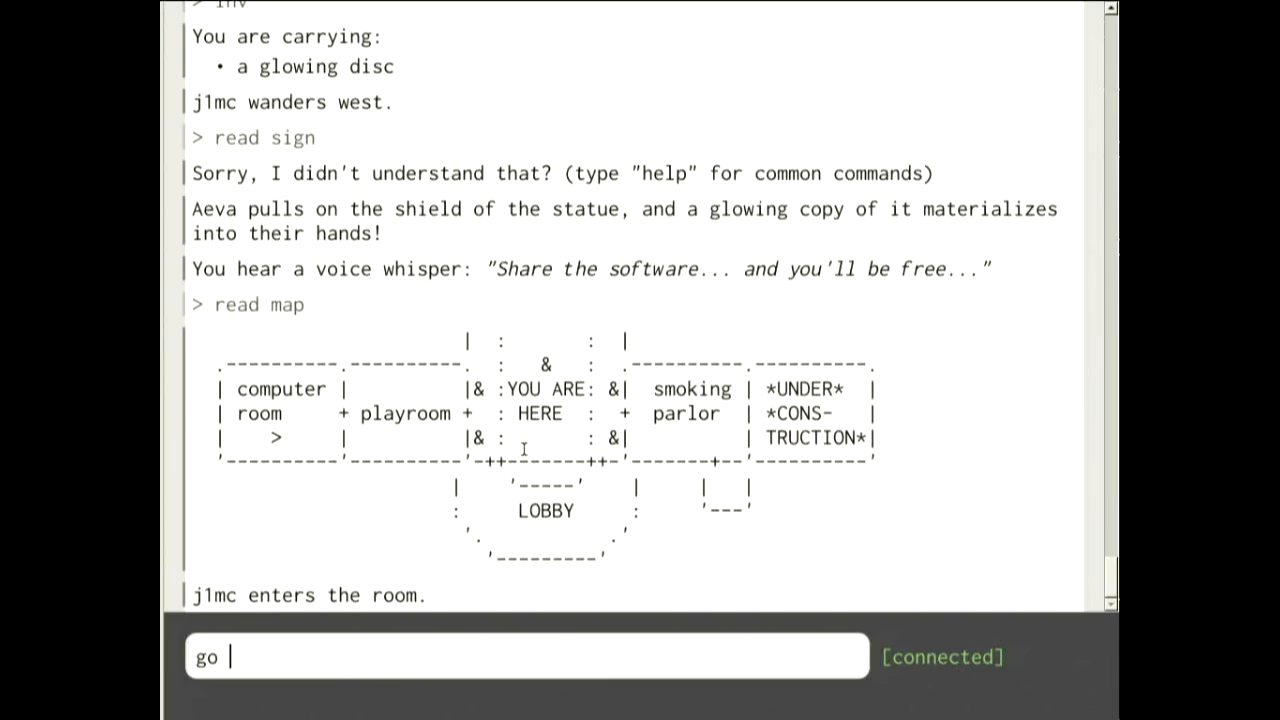 > inv
You are carrying:
• a glowing disc
j1mc wanders west.
> read sign
Sorry, I didn't understand that? (type "help" for common commands)
Aeva pulls on the shield of the statue, and a glowing copy of it materializes
into their hands!
You hear a voice whisper: "Share the software... and you'll be free..."
> read map
                      |  :       :  |
.----------.----------.  :   &   :  .----------.----------.
| computer |          |& :YOU ARE: &|  smoking | *UNDER*  |
| room     + playroom +  : HERE  :  +  parlor  | *CONS-   |
|    >     |          |& :       : &|          | TRUCTION*|
'----------'----------'-++-------++-'-------+--'----------'
                     |    '-----'    |     |   |
                     :     LOBBY     :     '---'
                      '.           .'
                        '---------'
j1mc enters the room.
go
[connected]